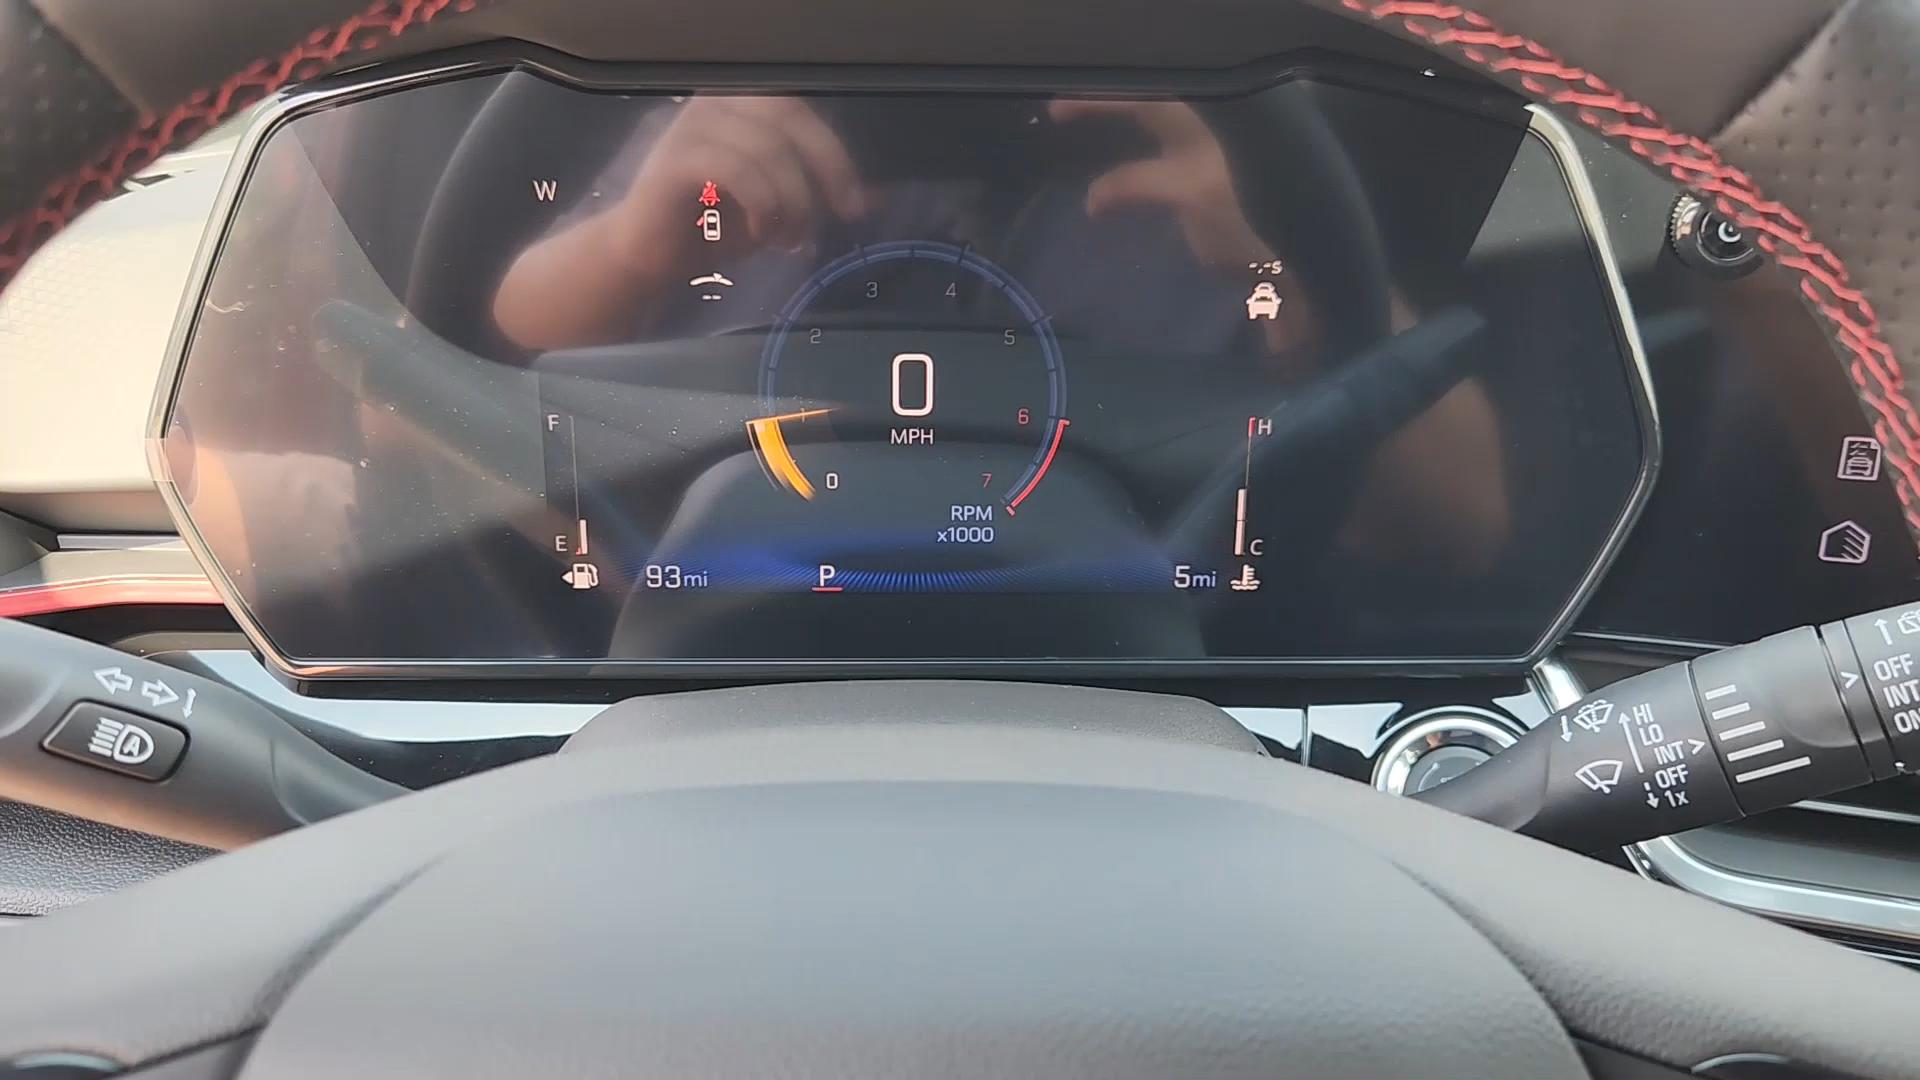 W
-.-s
3 4
2 5
0
1 6
MPH
F H
0 7
RPM
x1000
E C
93mi P 5mi
A
HI
LO
INT
OFF
1x
OFF
INT